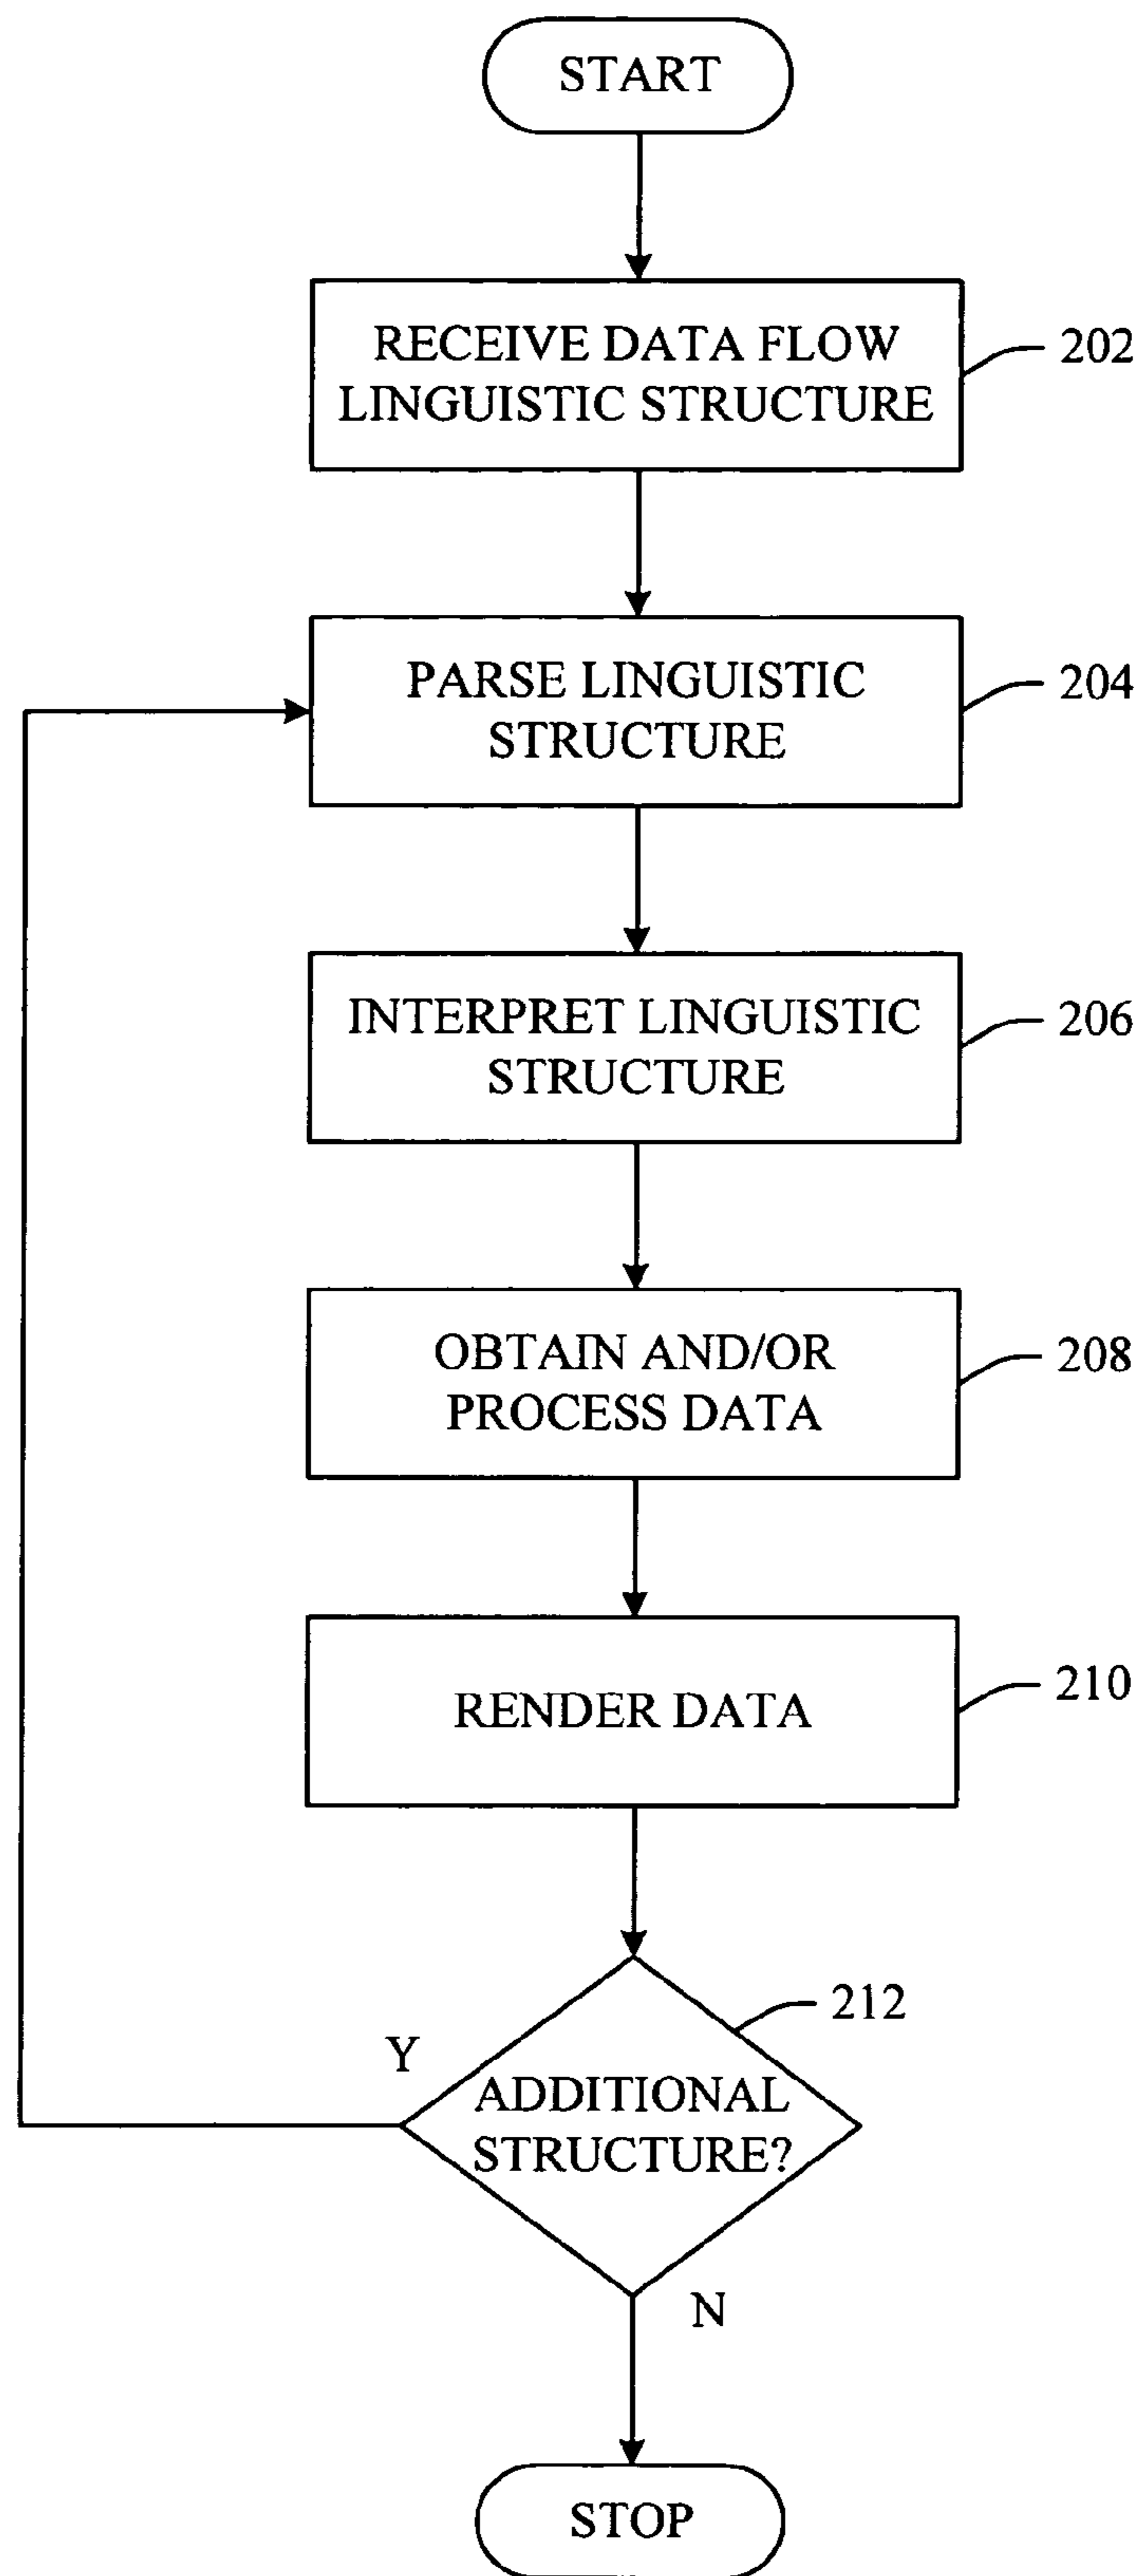 START
RECEIVE DATA FLOW
LINGUISTIC STRUCTURE
202
PARSE LINGUISTIC
STRUCTURE
204
INTERPRET LINGUISTIC
STRUCTURE
206
OBTAIN AND/OR
PROCESS DATA
208
RENDER DATA
210
212
Y
ADDITIONAL
STRUCTURE?
N
STOP